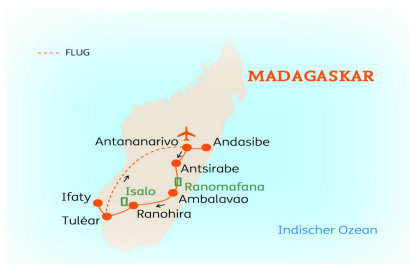 FLUG
MADAGASKAR
Antananarivo
Andasibe
Antsirabe
Ranomafana
Isalo
Ifaty
Ambalavao
Ranohira
Tuléar
Indischer Ozean